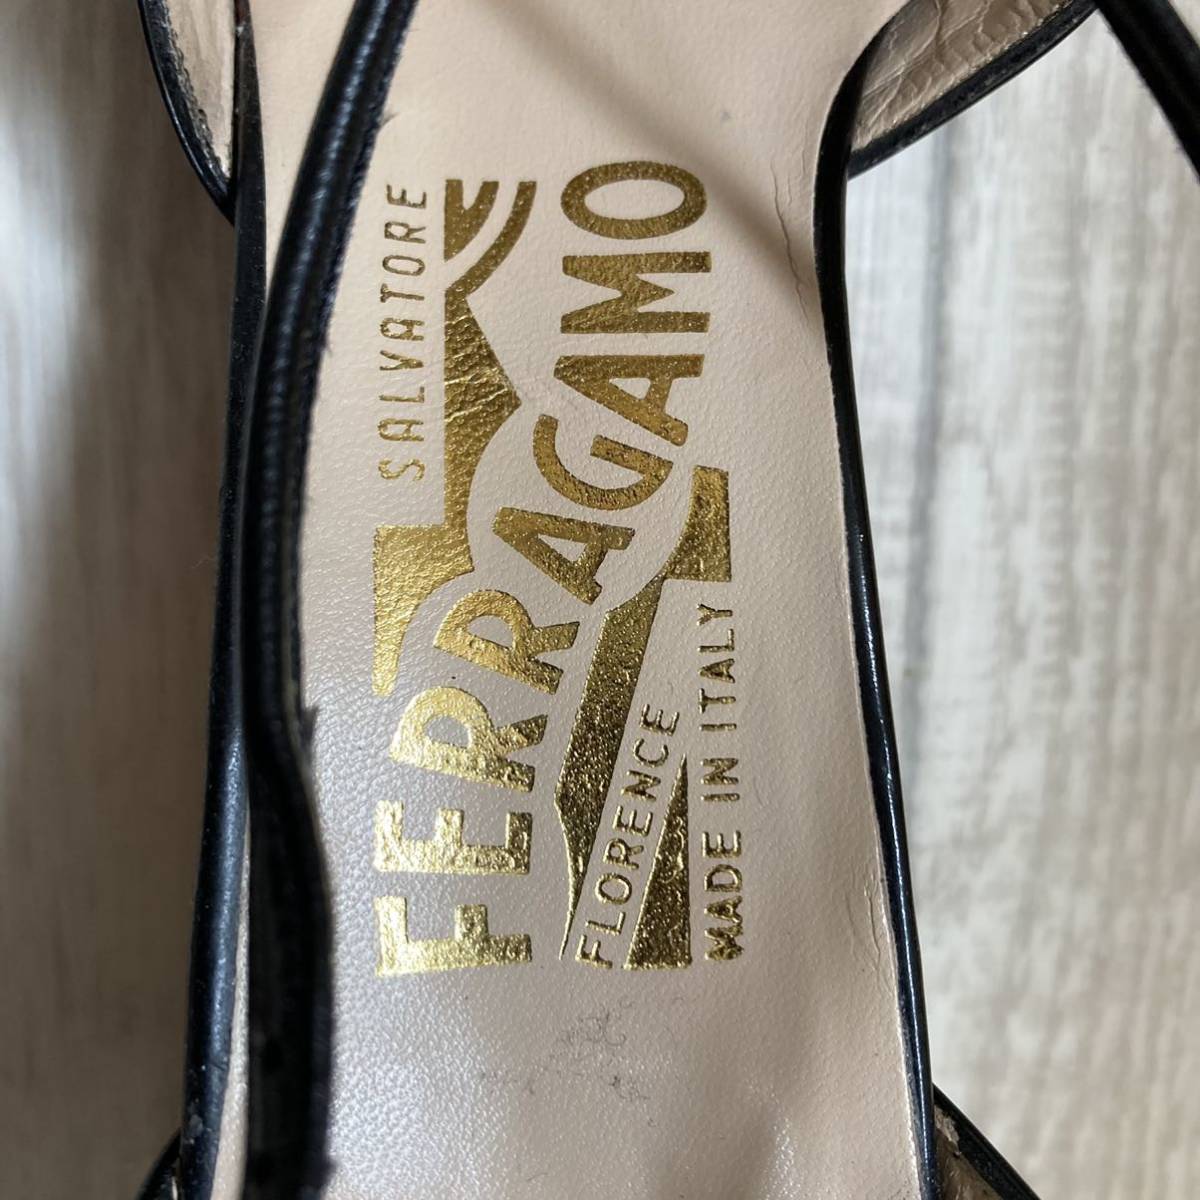 SALVATORE
FERRAGAMO
FLORENCE
MADE IN ITALY